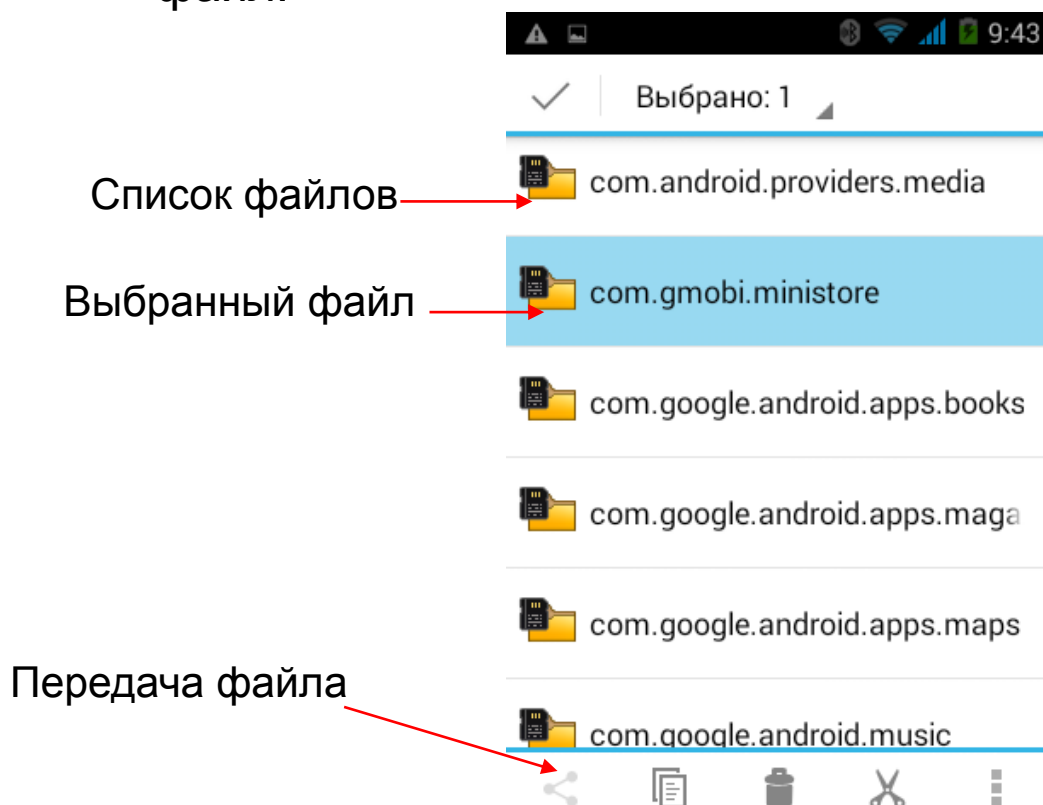 файл.
9:43
Выбрано: 1
Список файлов
com.android.providers.media
Выбранный файл
com.gmobi.ministore
com.google.android.apps.books
com.google.android.apps.maga
com.google.android.apps.maps
Передача файла
com.google.android.music